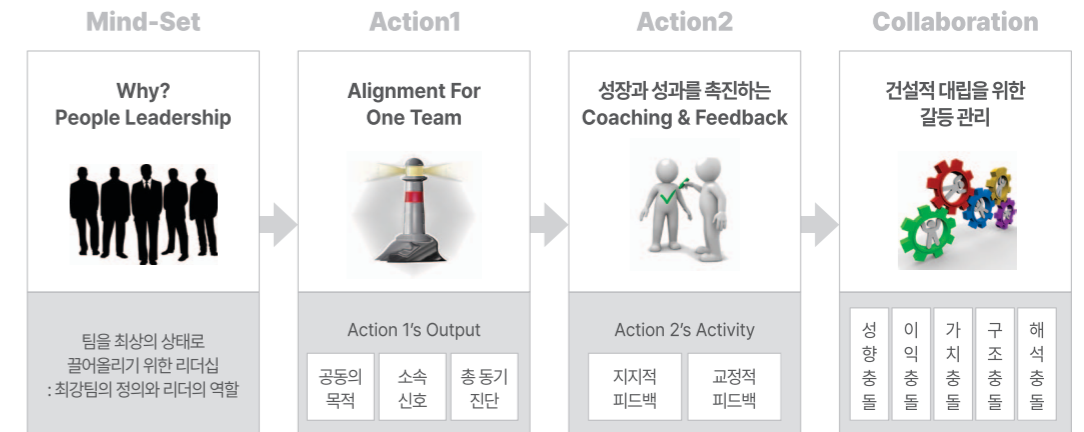 Mind-Set
Why?
People Leadership
팀을 최상의 상태로
끌어올리기 위한 리더십
: 최강팀의 정의와 리더의 역할
Action1
Alignment For
One Team
Action 1's Output
공동의
목적
소속
신호
총 동기
진단
Action2
성장과 성과를 촉진하는
Coaching & Feedback
Action 2's Activity
지지적
피드백
교정적
피드백
Collaboration
건설적 대립을 위한
갈등 관리
성향충돌
이익충돌
가치충돌
구조충돌
해석충돌